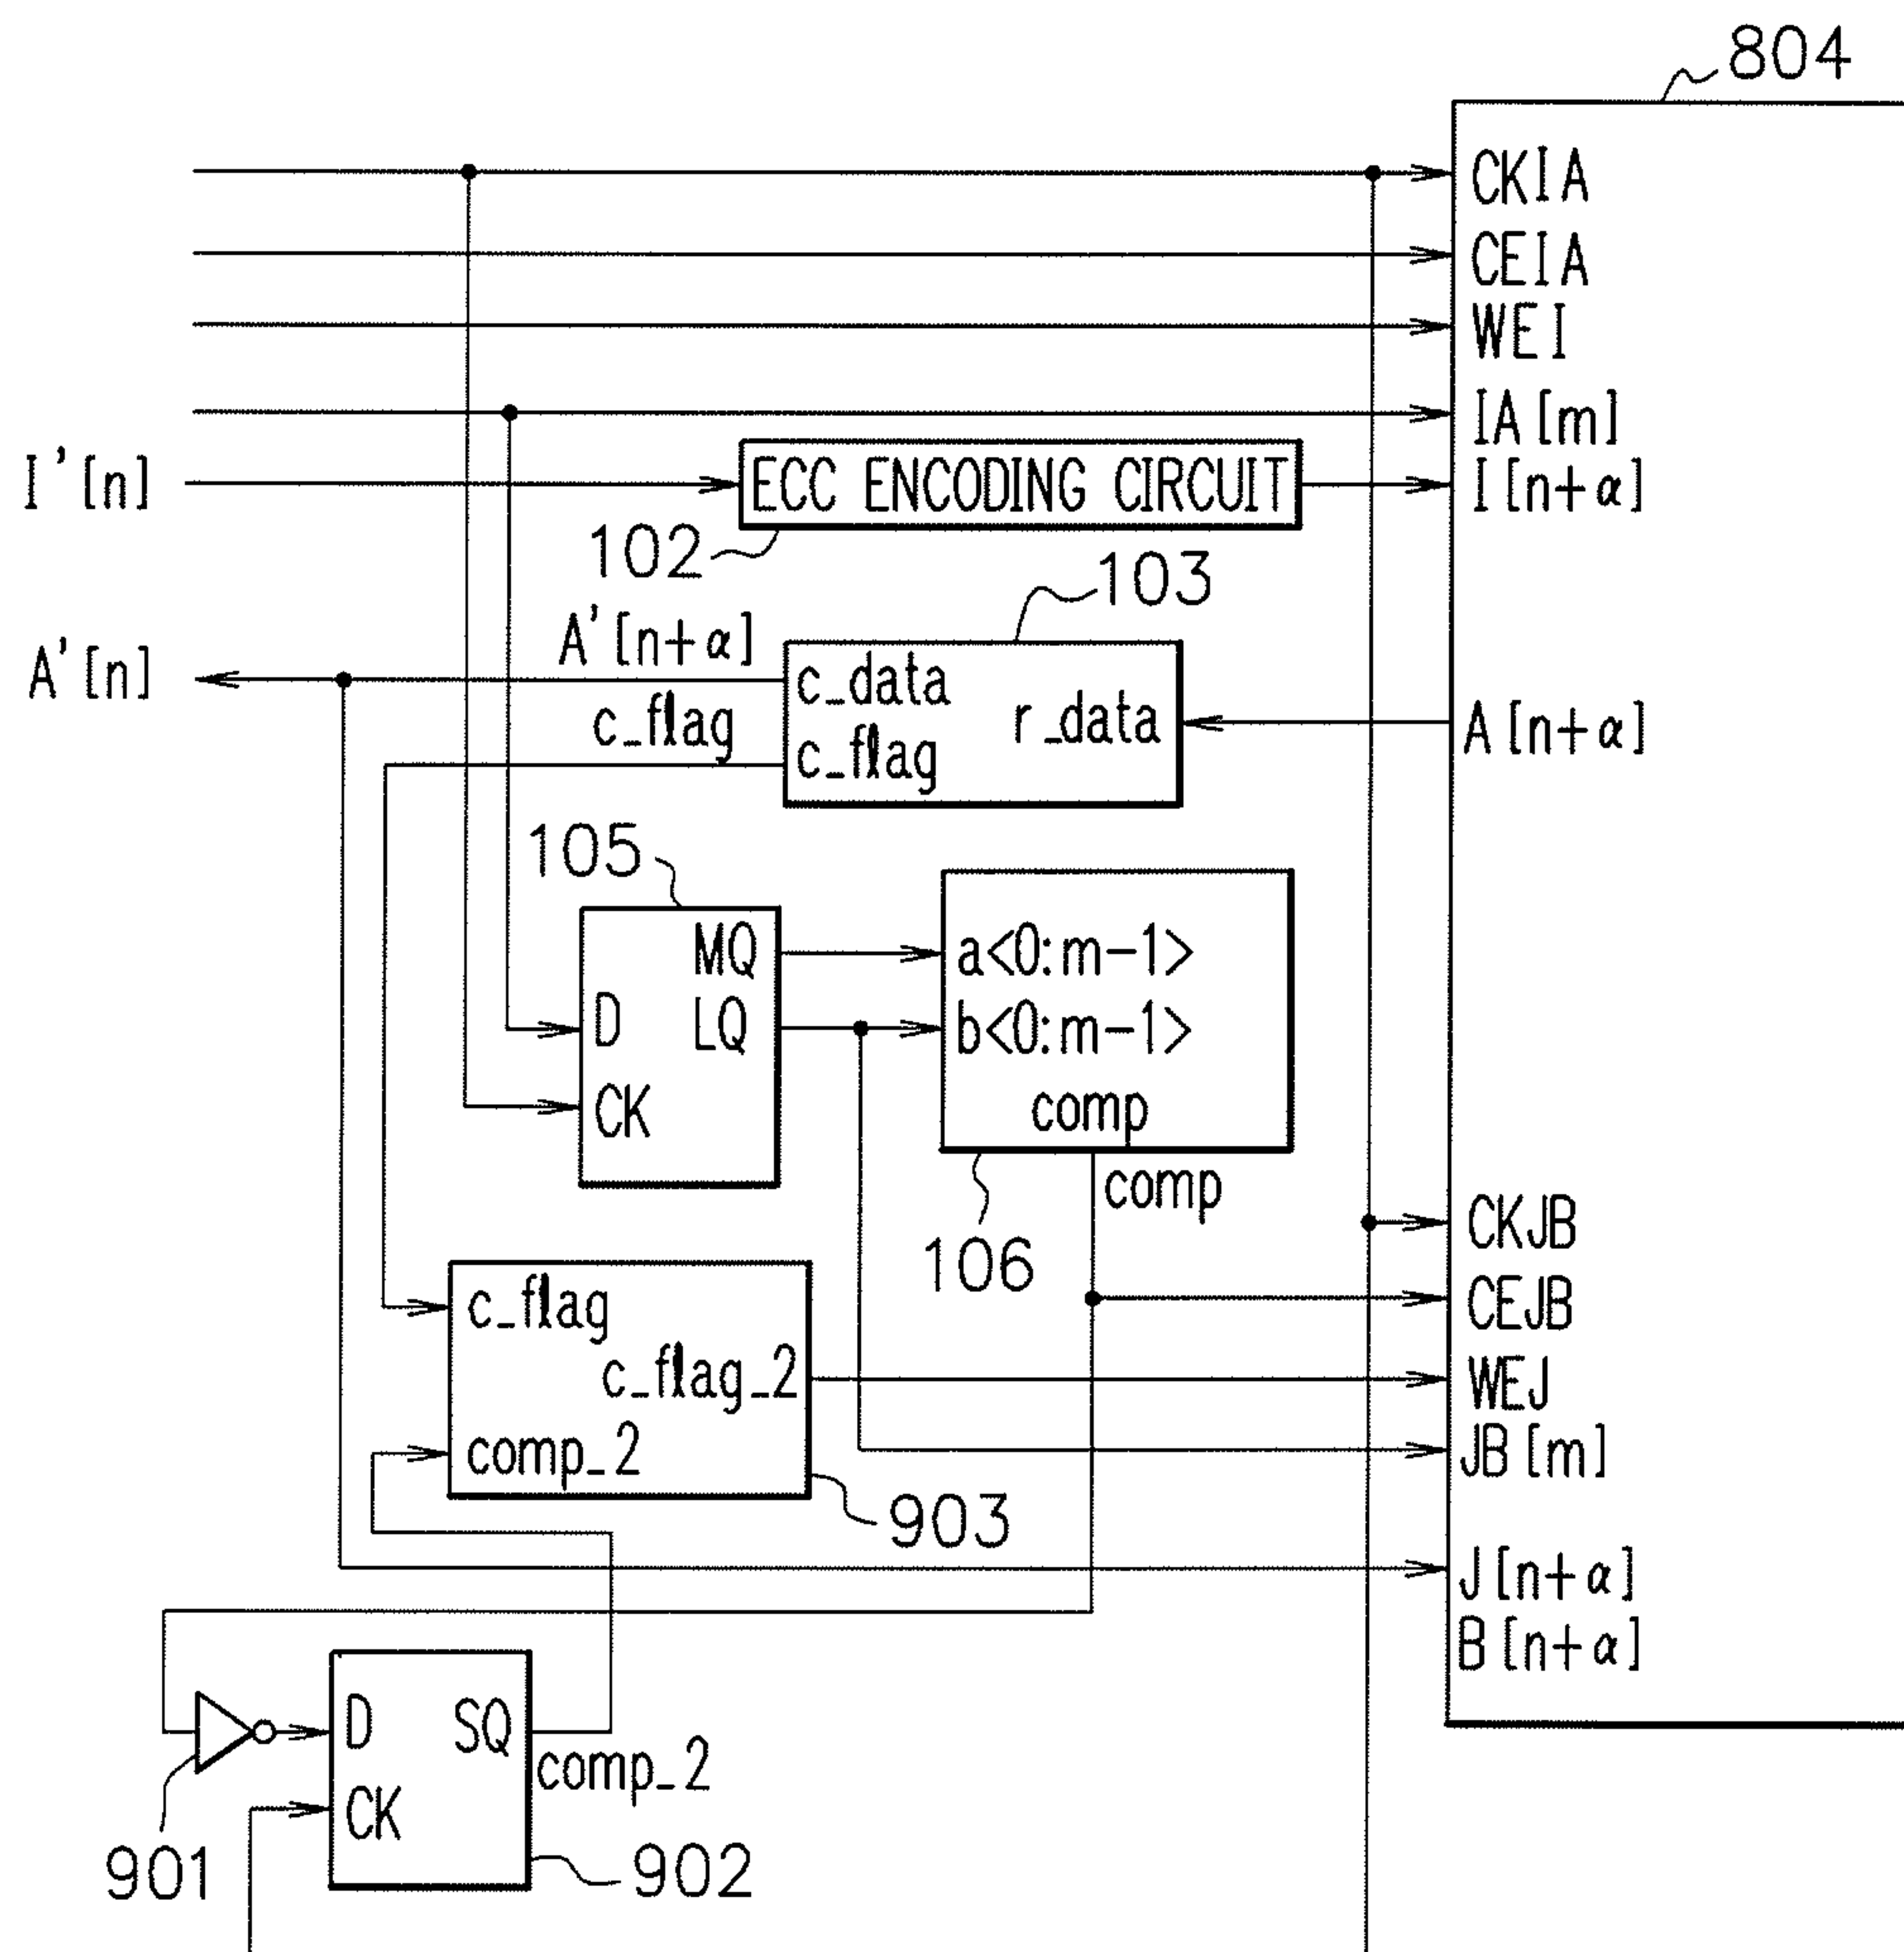 804
CKIA
CEIA
WEI
IA[m]
I'[n]
ECC ENCODING CIRCUIT
I[n+α]
102
103
A'[n]
A'[n+α]
c_data
c_flag
r_data
c_flag
A[n+α]
105
MQ
LQ
D
CK
a<0:m-1>
b<0:m-1>
comp
comp
106
CKJB
CEJB
WEJ
JB[m]
c_flag
c_flag_2
comp_2
903
J[n+α]
B[n+α]
D
SQ
CK
comp_2
901
902